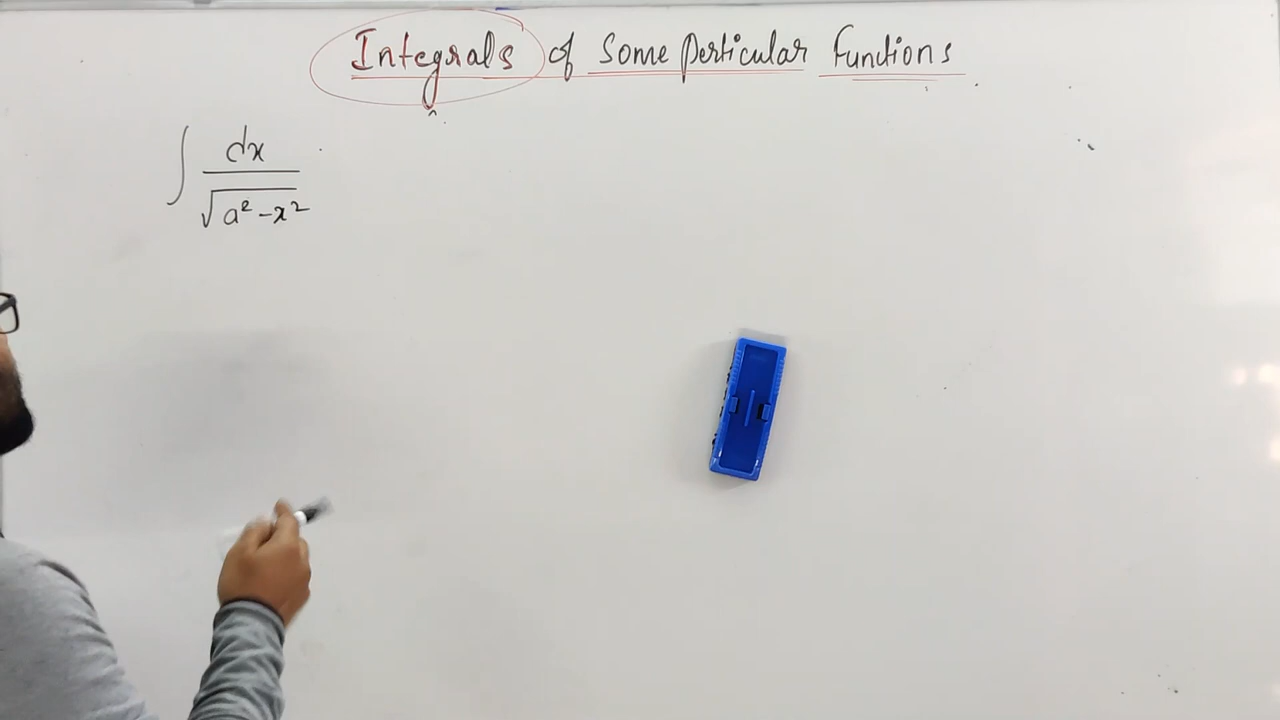 Integrals of Some perticular functions
∫ dx / √(a² - x²)